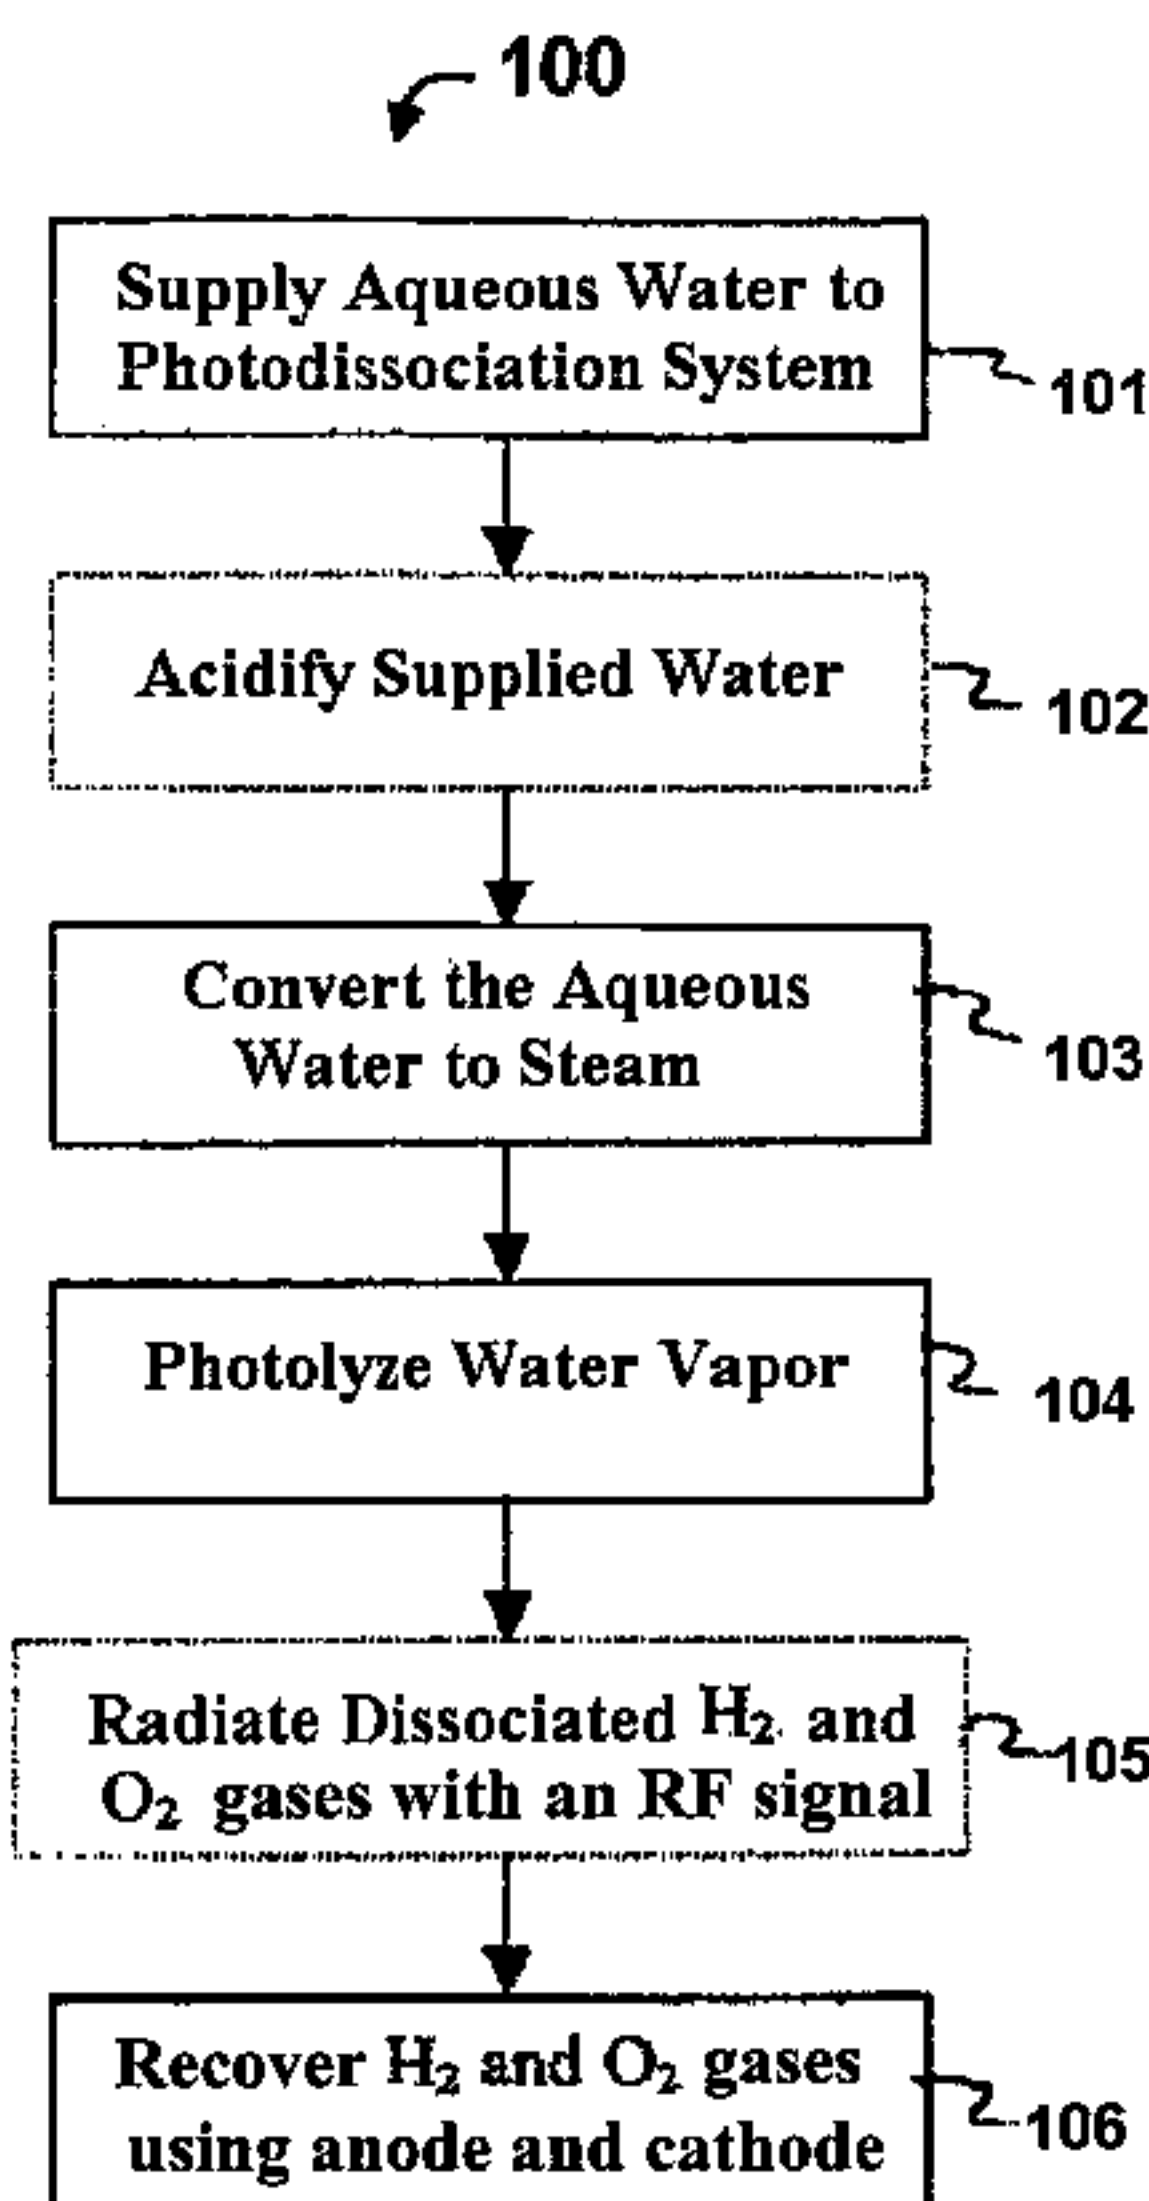 100
Supply Aqueous Water to
Photodissociation System
101
Acidify Supplied Water
102
Convert the Aqueous
Water to Steam
103
Photolyze Water Vapor
104
Radiate Dissociated H₂ and
O₂ gases with an RF signal
105
Recover H₂ and O₂ gases
using anode and cathode
106